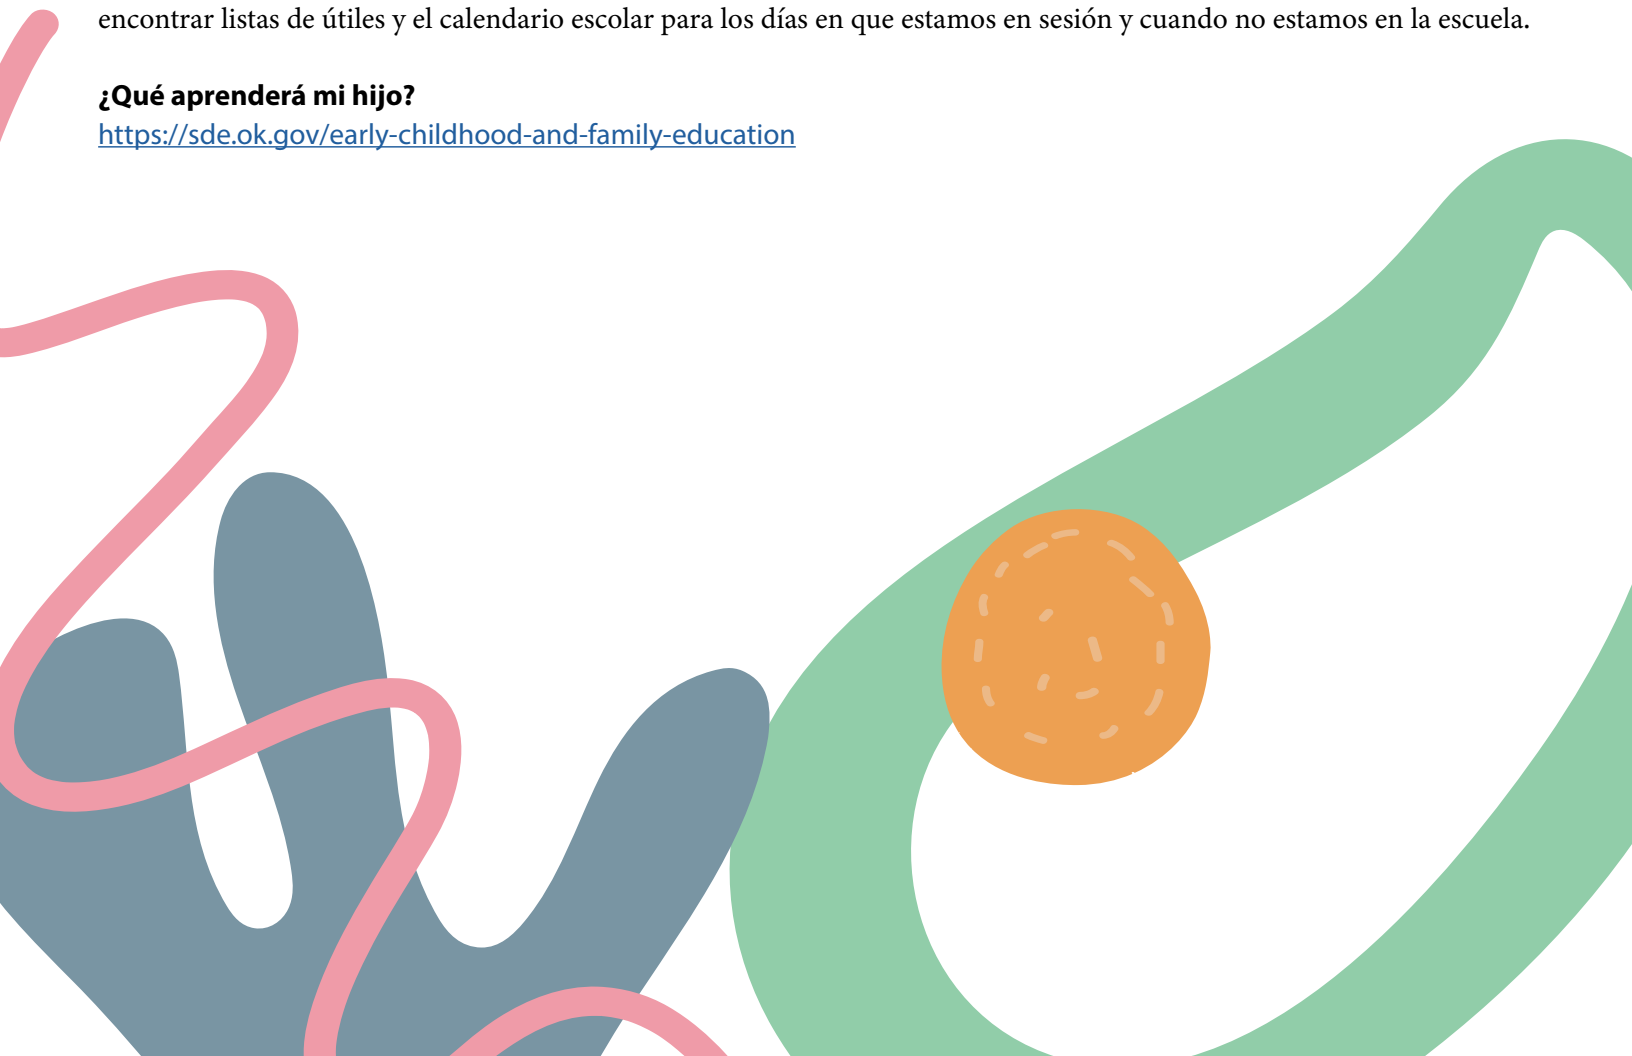 encontrar listas de útiles y el calendario escolar para los días en que estamos en sesión y cuando no estamos en la escuela.
¿Qué aprenderá mi hijo?
https://sde.ok.gov/early-childhood-and-family-education